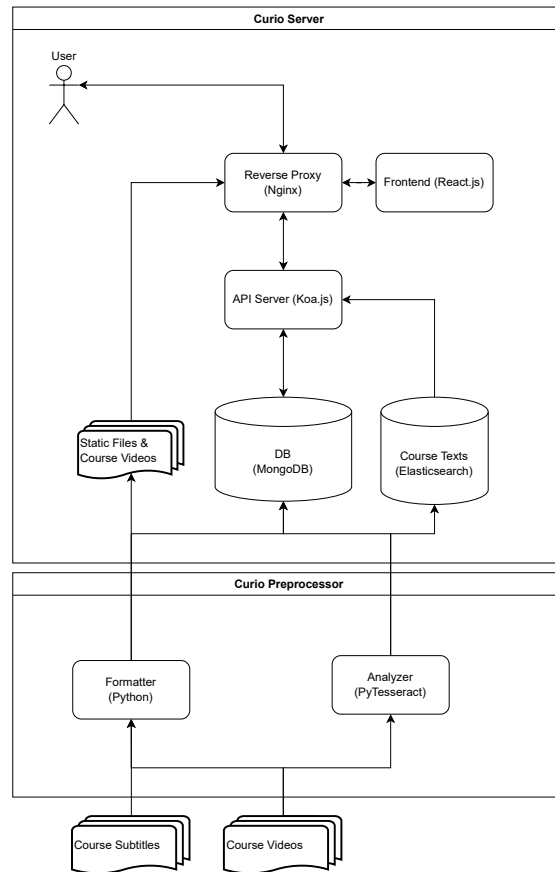 Curio Server
User
Reverse Proxy
(Nginx)
Frontend (React.js)
API Server (Koa.js)
Static Files &
Course Videos
DB
(MongoDB)
Course Texts
(Elasticsearch)
Curio Preprocessor
Formatter
(Python)
Analyzer
(PyTesseract)
Course Subtitles
Course Videos